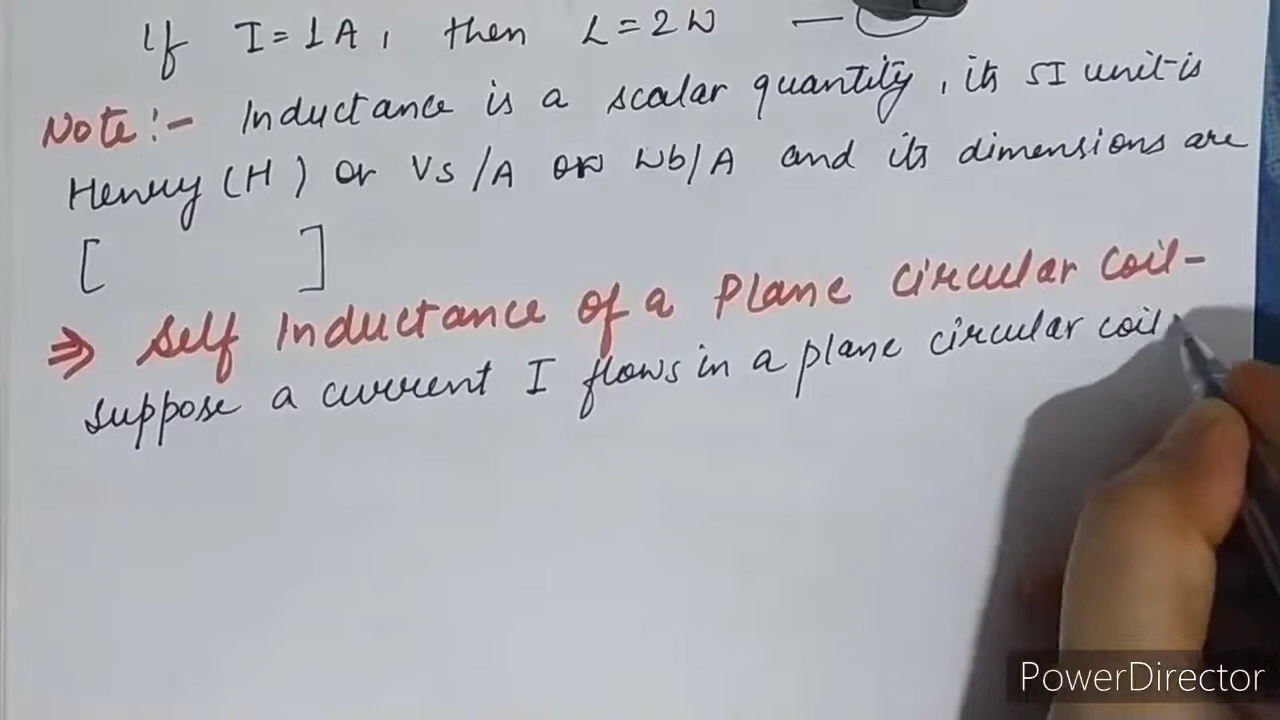 If I = 1 A, then L = 2W
Note:- Inductance is a scalar quantity, its SI unit is
Henry (H) or Vs/A or Wb/A and its dimensions are
[ ]
⇒ Self Inductance of a Plane Circular Coil-
Suppose a current I flows in a plane circular coil
PowerDirector